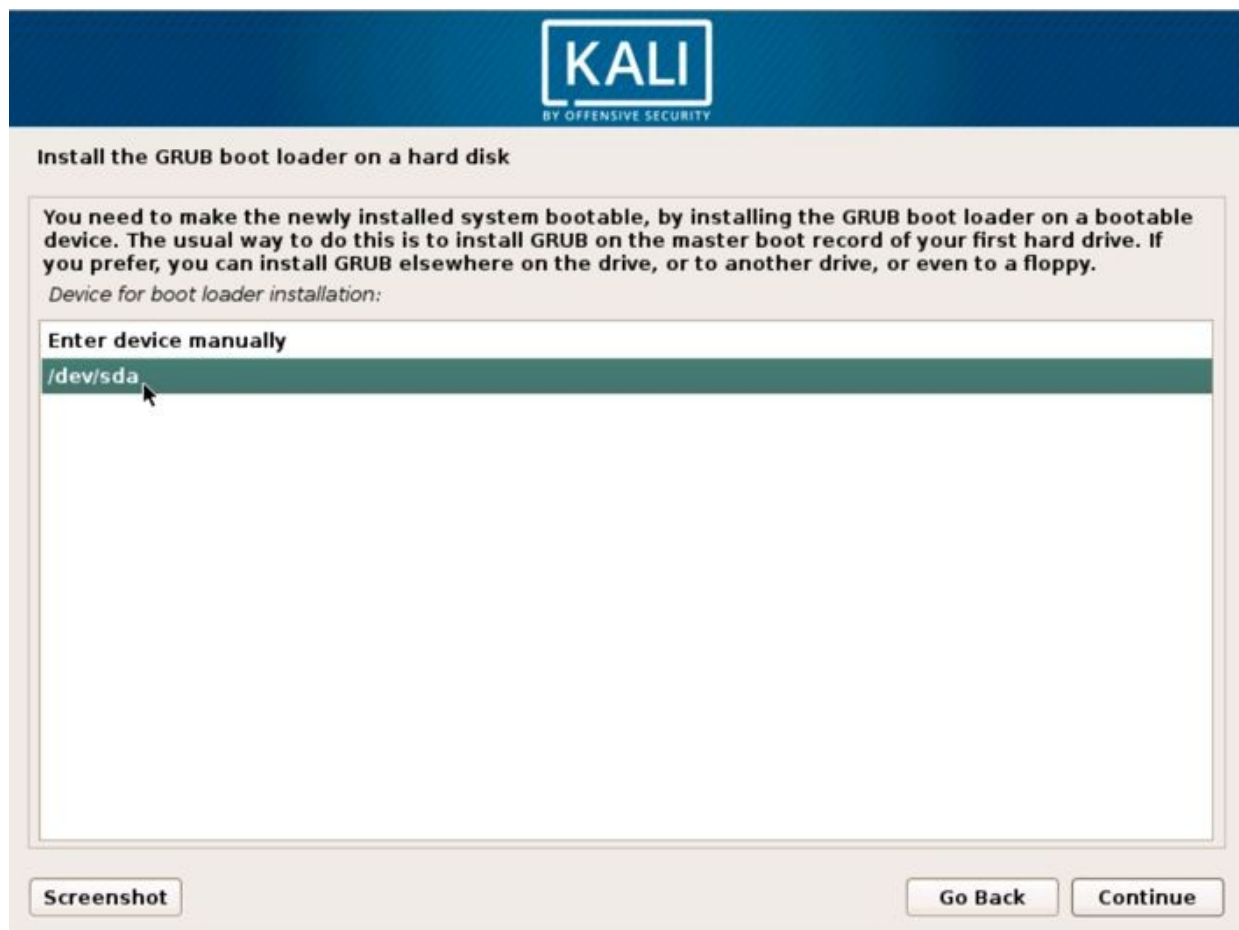 KALI
BY OFFENSIVE SECURITY
Install the GRUB boot loader on a hard disk
You need to make the newly installed system bootable, by installing the GRUB boot loader on a bootable
device. The usual way to do this is to install GRUB on the master boot record of your first hard drive. If
you prefer, you can install GRUB elsewhere on the drive, or to another drive, or even to a floppy.
Device for boot loader installation:
Enter device manually
/dev/sda
Screenshot
Go Back
Continue